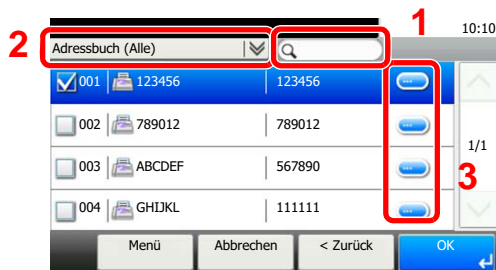 1
10:10
2
Adressbuch (Alle)
001 123456 123456
002 789012 789012
1/1
003 ABCDEF 567890
3
004 GHIJKL 111111
Menü Abbrechen < Zurück OK